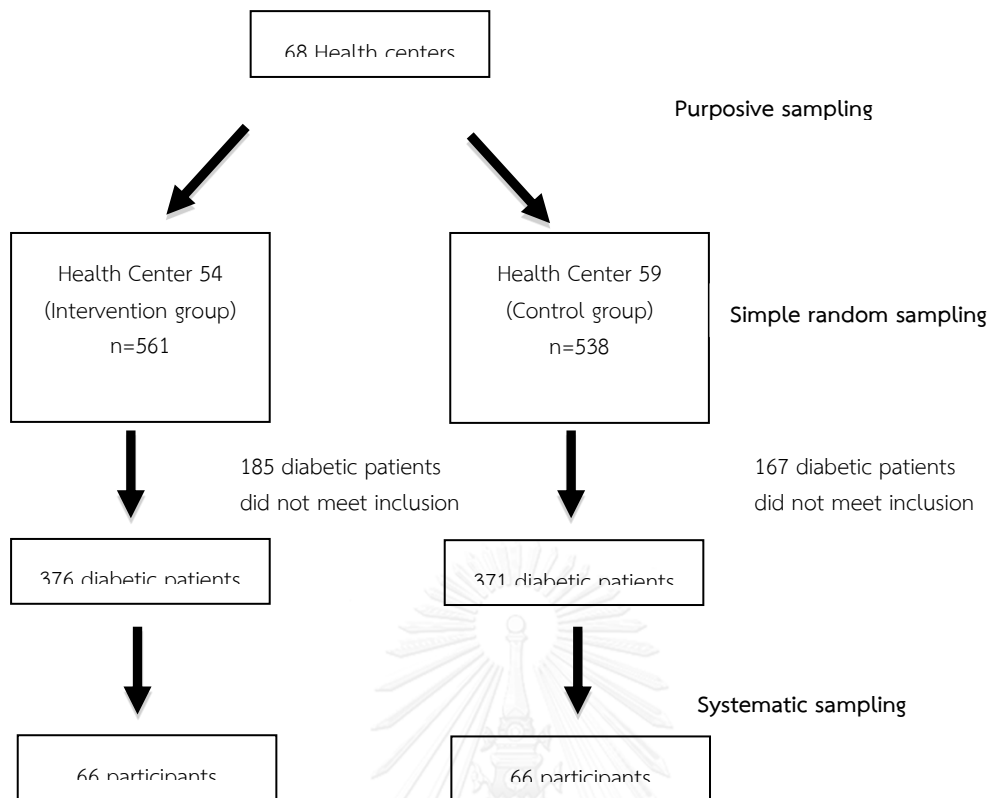 68 Health centers
Purposive sampling
Health Center 54
(Intervention group)
n=561
Health Center 59
(Control group)
n=538
Simple random sampling
185 diabetic patients
did not meet inclusion
167 diabetic patients
did not meet inclusion
376 diabetic patients
371 diabetic patients
Systematic sampling
66 participants
66 participants